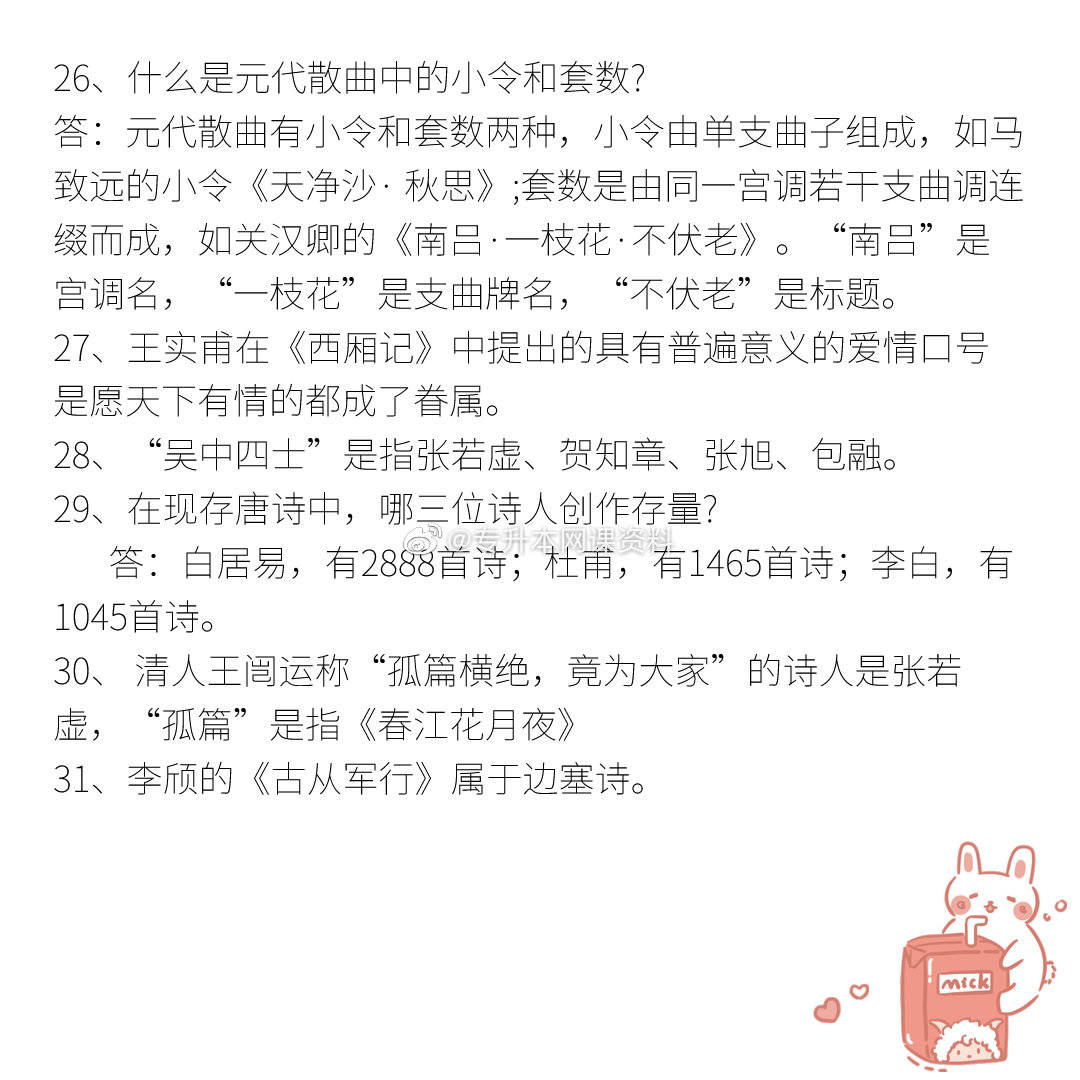 26、什么是元代散曲中的小令和套数?
答：元代散曲有小令和套数两种，小令由单支曲子组成，如马
致远的小令《天净沙· 秋思》;套数是由同一宫调若干支曲调连
缀而成，如关汉卿的《南吕·一枝花·不伏老》。“南吕”是
宫调名，“一枝花”是支曲牌名，“不伏老”是标题。
27、王实甫在《西厢记》中提出的具有普遍意义的爱情口号
是愿天下有情的都成了眷属。
28、“吴中四士”是指张若虚、贺知章、张旭、包融。
29、在现存唐诗中，哪三位诗人创作存量?
@专升本网课资料
答：白居易，有2888首诗；杜甫，有1465首诗；李白，有
1045首诗。
30、 清人王闿运称“孤篇横绝，竟为大家”的诗人是张若
虚，“孤篇”是指《春江花月夜》
31、李颀的《古从军行》属于边塞诗。
mick